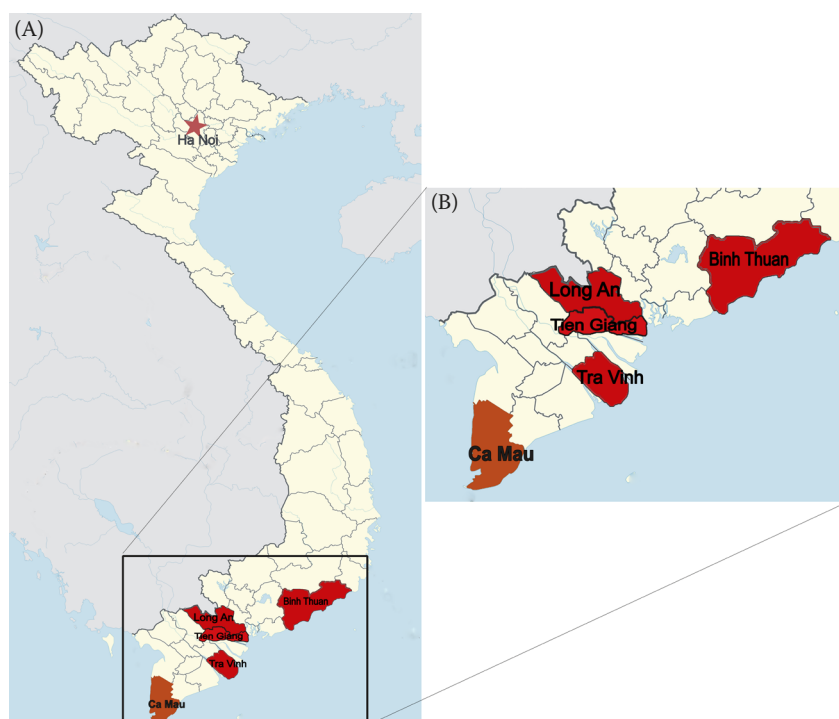 (A)
Ha Noi
Binh Thuan
Long An
Tien Giang
Tra Vinh
Ca Mau
(B)
Binh Thuan
Long An
Tien Giang
Tra Vinh
Ca Mau